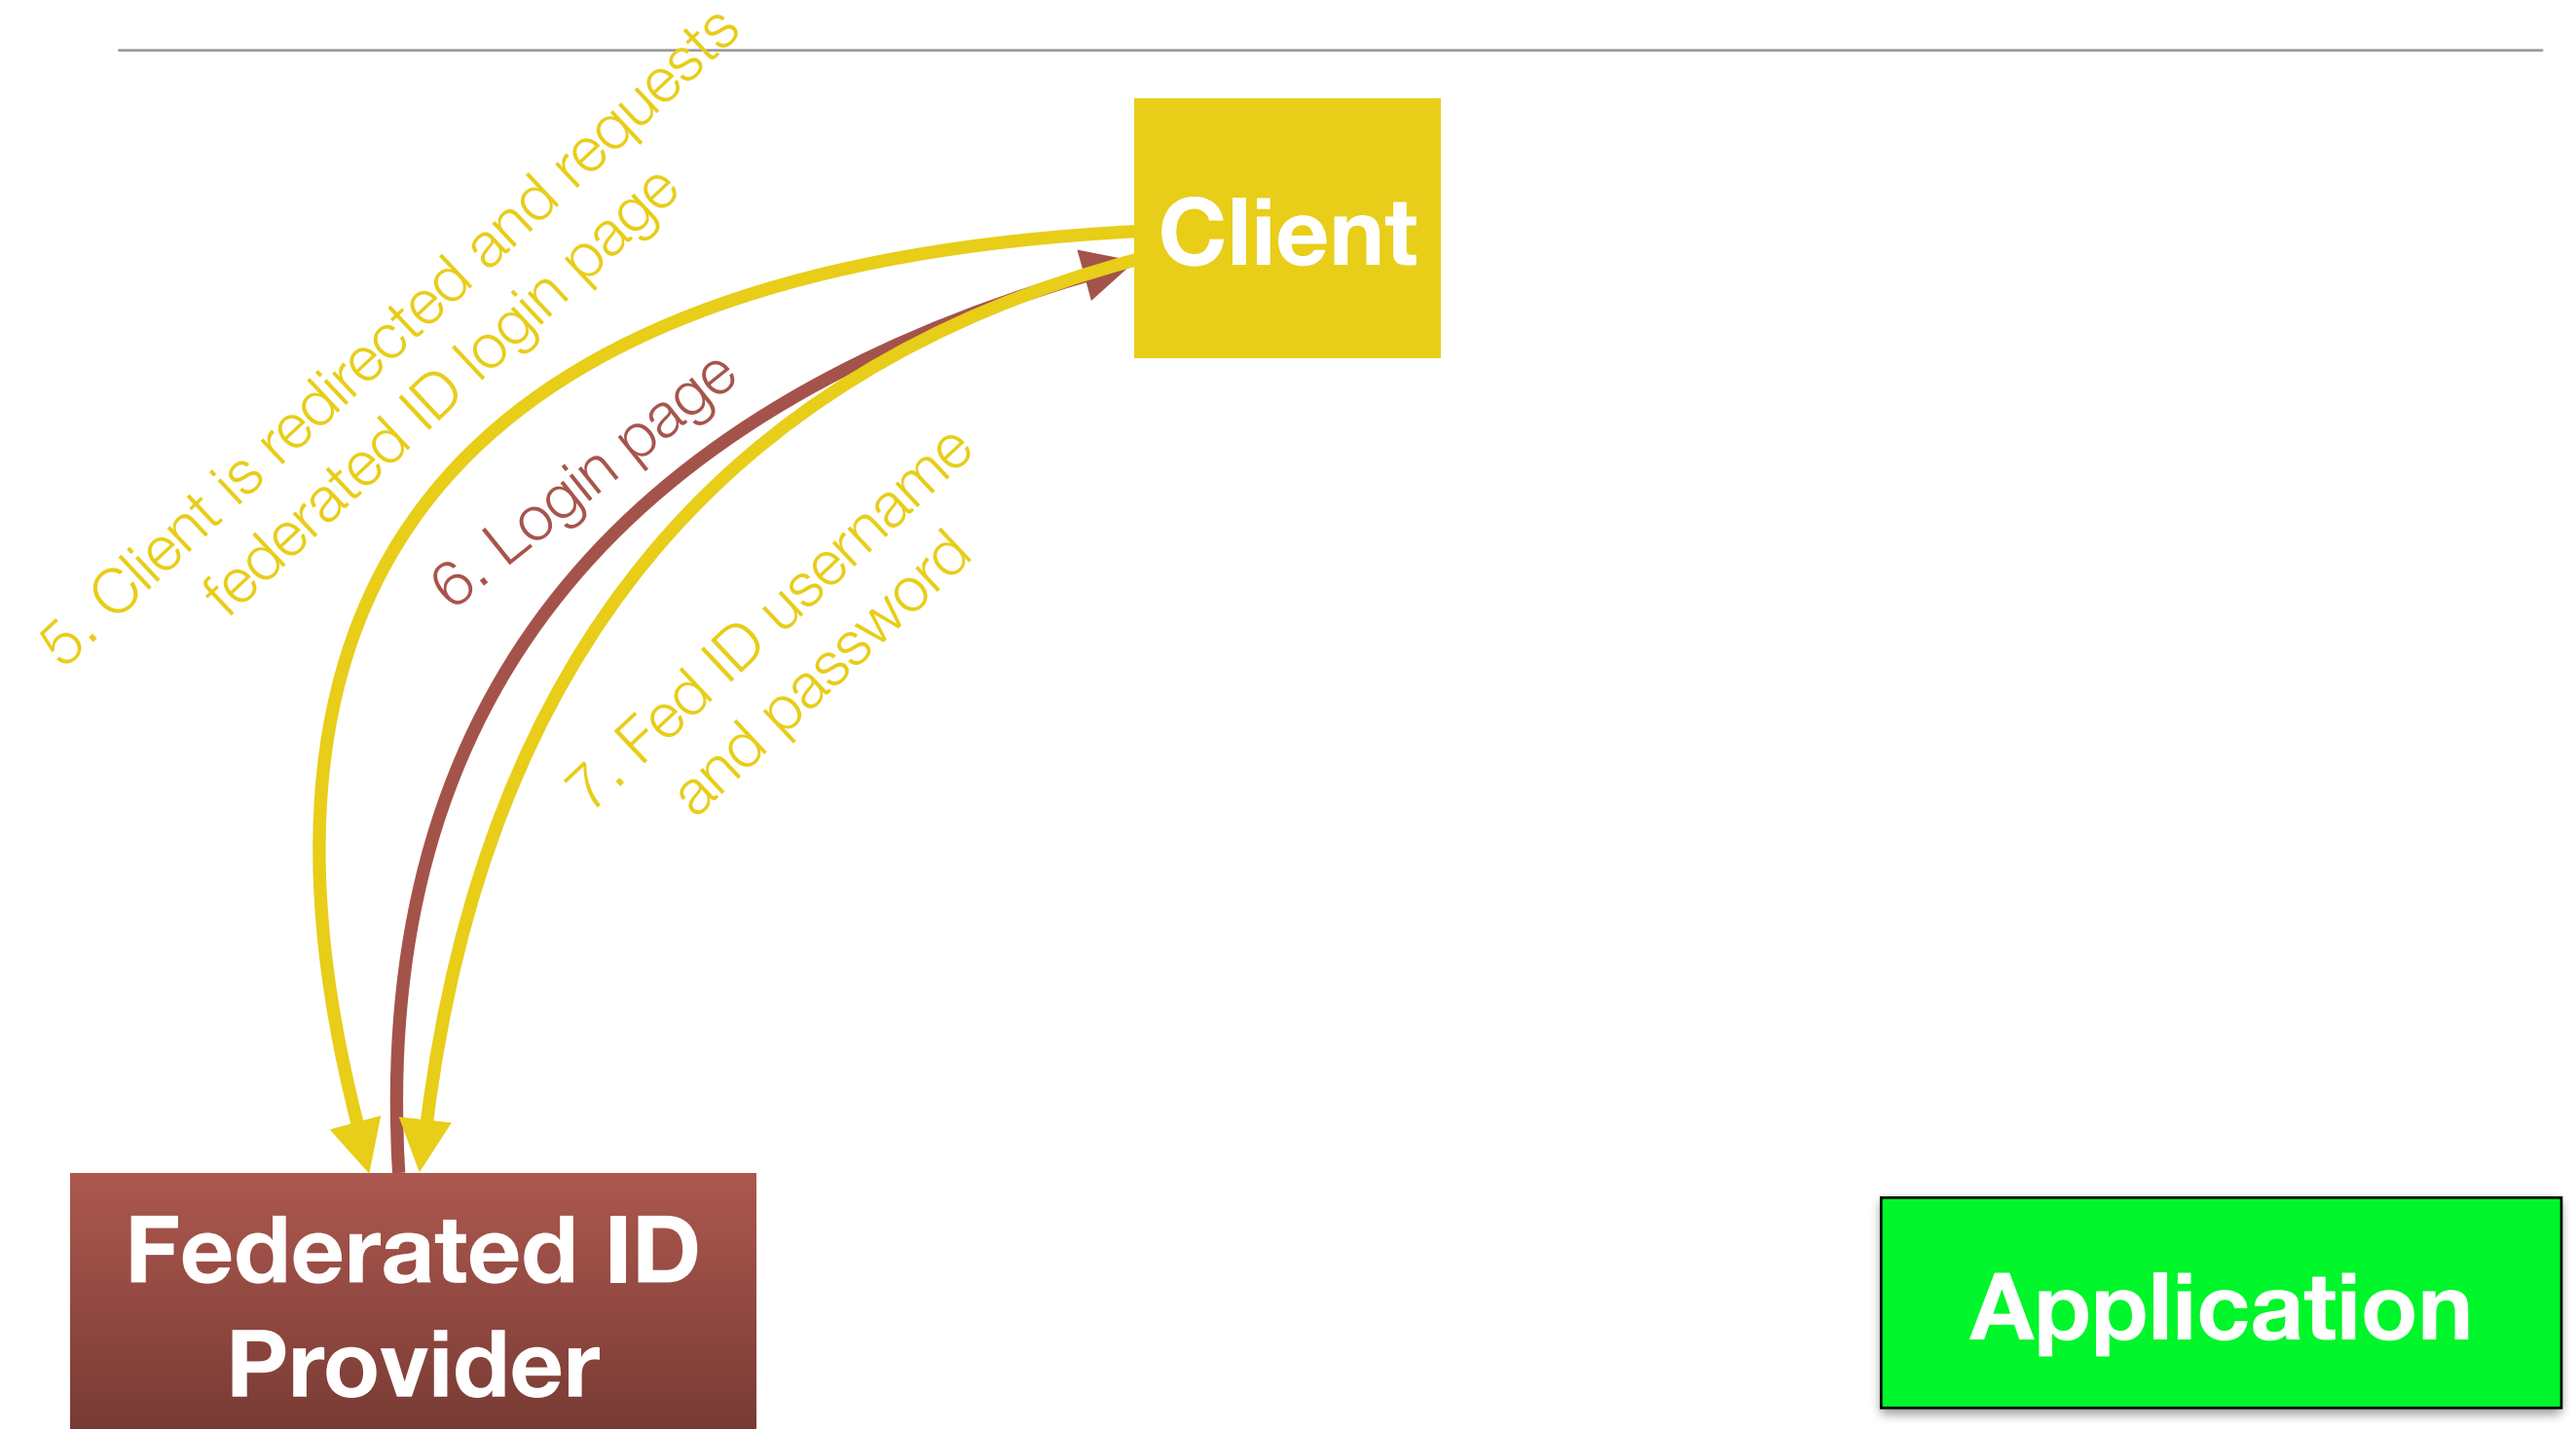 Client
5. Client is redirected and requests
federated ID login page
6. Login page
7. Fed ID username
and password
Federated ID
Provider
Application